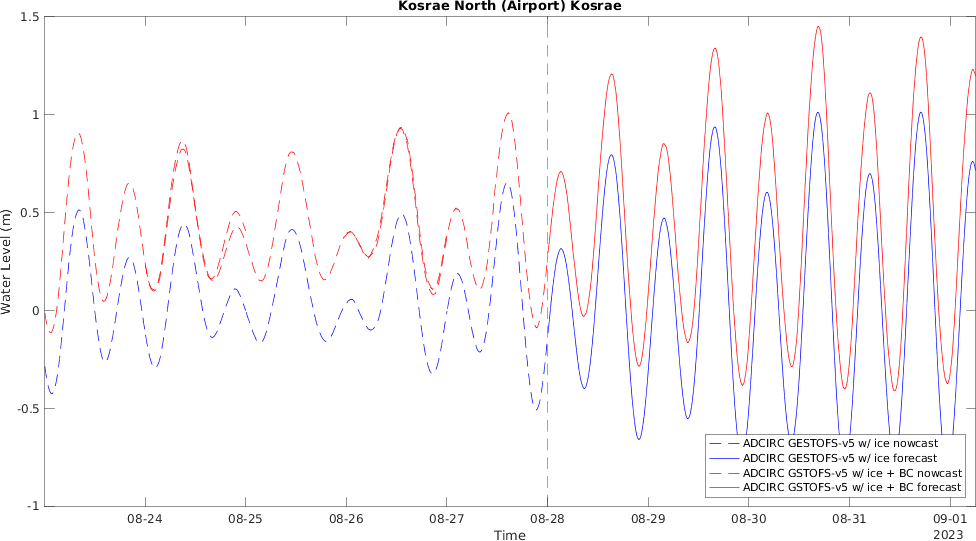 Kosrae North (Airport) Kosrae
1.5
1
0.5
0
-0.5
-1
Water Level (m)
08-24
08-25
08-26
08-27
08-28
08-29
08-30
08-31
09-01
2023
Time
ADCIRC GESTOFS-v5 w/ ice nowcast
ADCIRC GESTOFS-v5 w/ ice forecast
ADCIRC GSTOFS-v5 w/ ice + BC nowcast
ADCIRC GSTOFS-v5 w/ ice + BC forecast